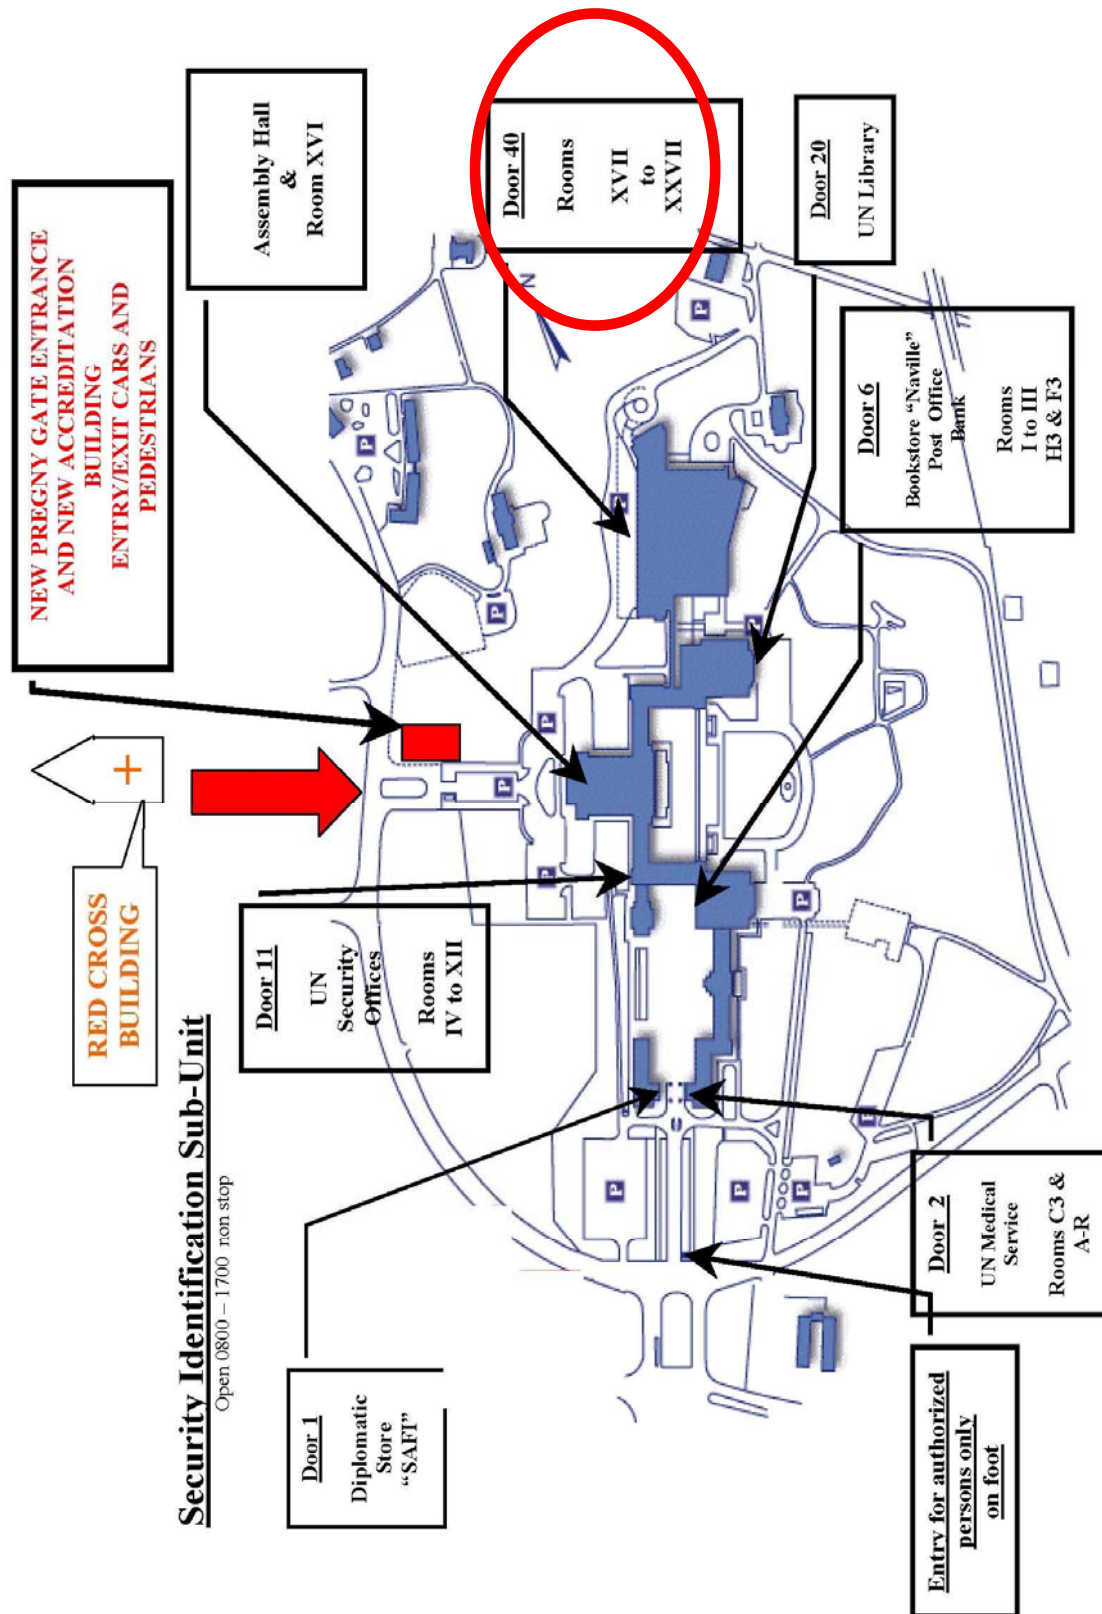 NEW PREGNY GATE ENTRANCE
AND NEW ACCREDITATION
BUILDING
ENTRY/EXIT CARS AND
PEDESTRIANS
RED CROSS
BUILDING
Security Identification Sub-Unit
Open 0800 – 1700 non stop
Assembly Hall
&
Room XVI
Door 11
UN
Security
Offices
Rooms
IV to XII
Door 1
Diplomatic
Store
“SAFI”
Door 40
Rooms
XVII
to
XXVII
N
P
P
P
P
P
P
P
P
P
P
P
P
P
Door 20
UN Library
Door 6
Bookstore “Naville”
Post Office
Bank
Rooms
I to III
H3 & F3
Door 2
UN Medical
Service
Rooms C3 &
A-R
Entry for authorized
persons only
on foot